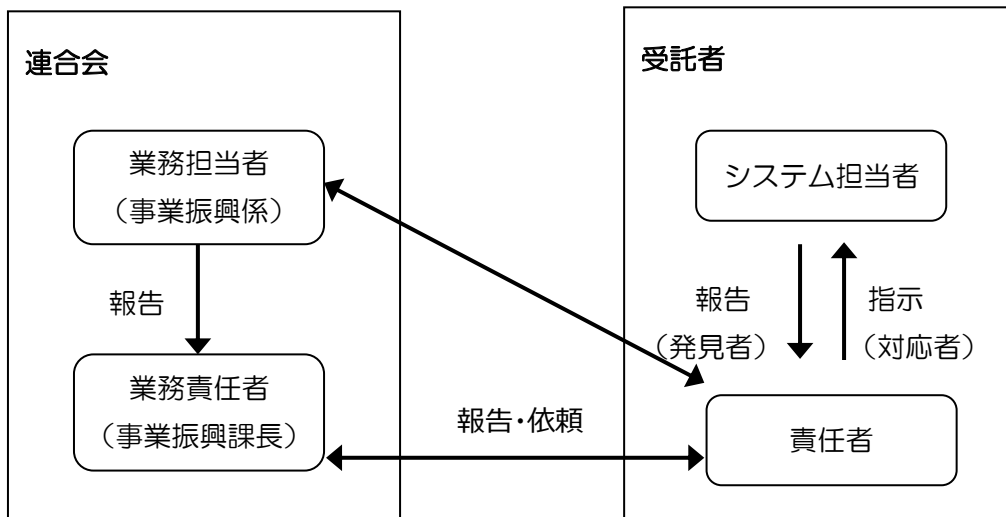 連合会
業務担当者
（事業振興係）
報告
業務責任者
（事業振興課長）
報告・依頼
受託者
システム担当者
報告
（発見者）
指示
（対応者）
責任者